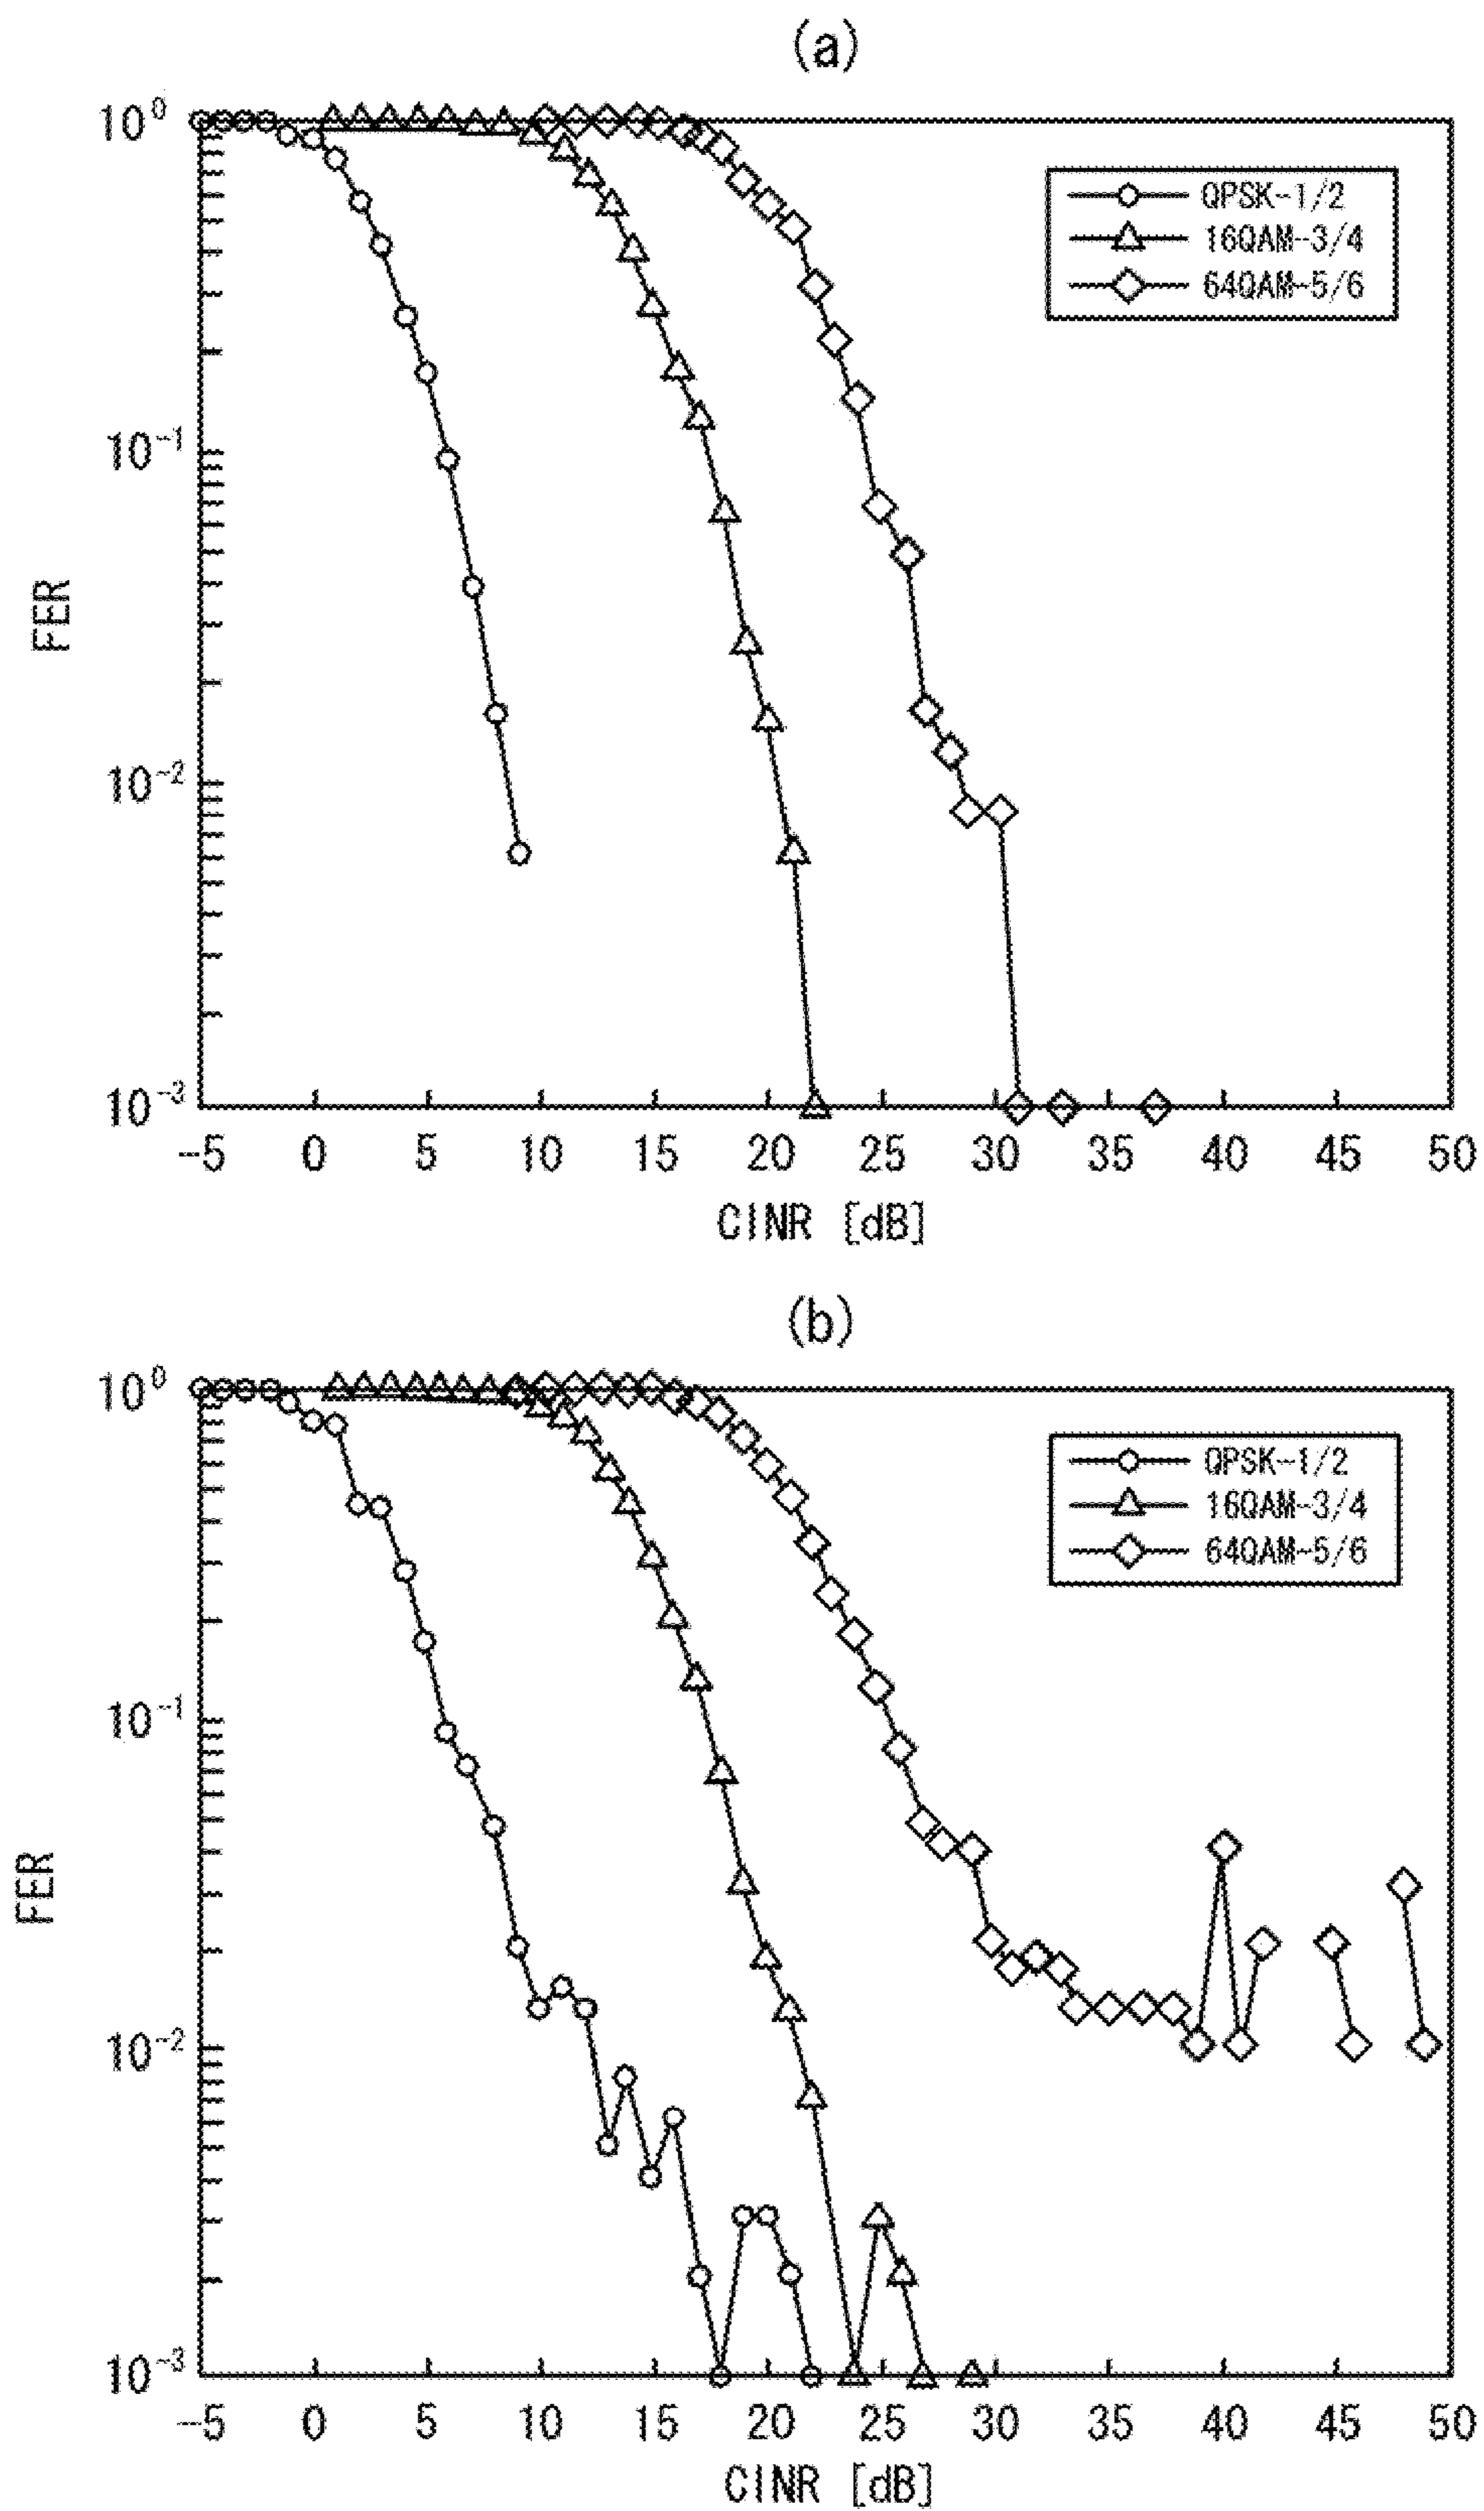 (a)
10⁰
10⁻¹
10⁻²
10⁻³
FER
QPSK-1/2
16QAM-3/4
64QAM-5/6
-5 0 5 10 15 20 25 30 35 40 45 50
CINR [dB]
(b)
10⁰
10⁻¹
10⁻²
10⁻³
FER
QPSK-1/2
16QAM-3/4
64QAM-5/6
-5 0 5 10 15 20 25 30 35 40 45 50
CINR [dB]